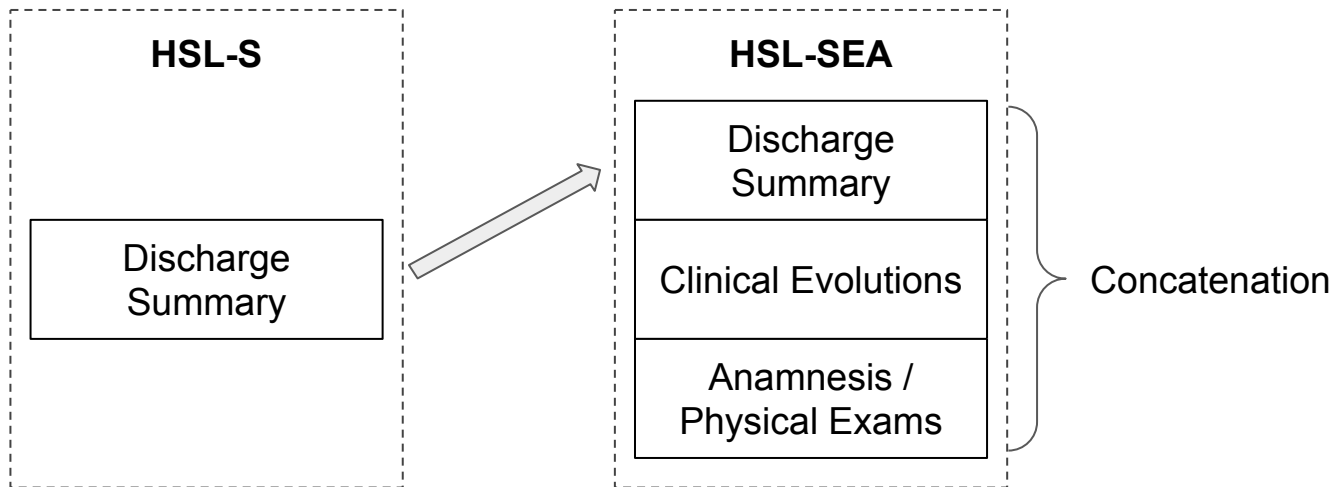 HSL-S
Discharge
Summary
HSL-SEA
Discharge
Summary
Clinical Evolutions
Anamnesis /
Physical Exams
Concatenation